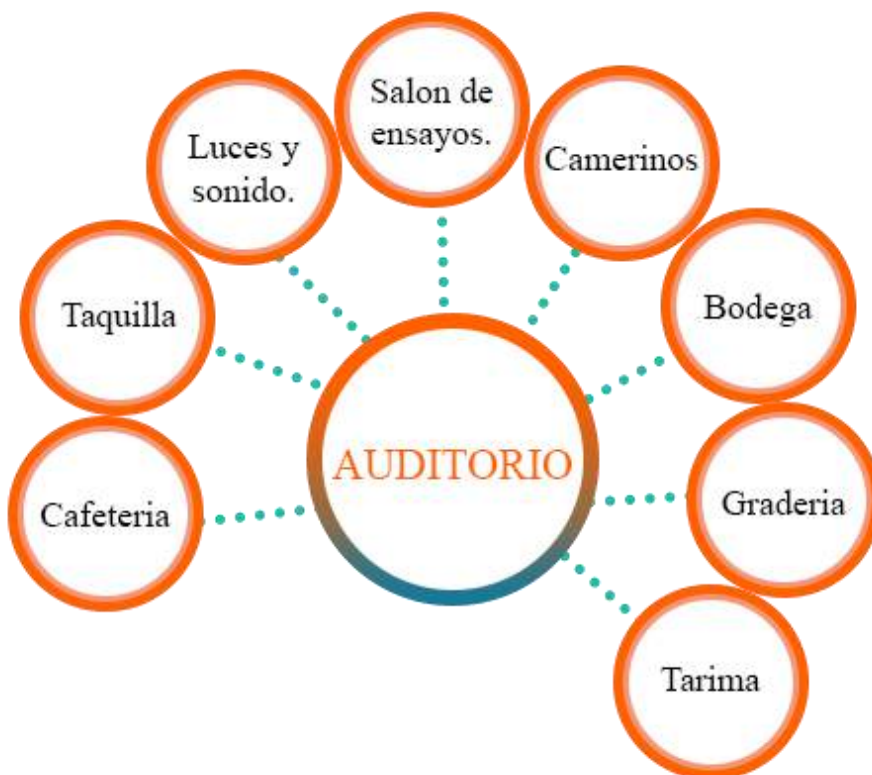 Salon de
ensayos.
Luces y
sonido.
Camerinos
Taquilla
Bodega
AUDITORIO
Cafeteria
Graderia
Tarima